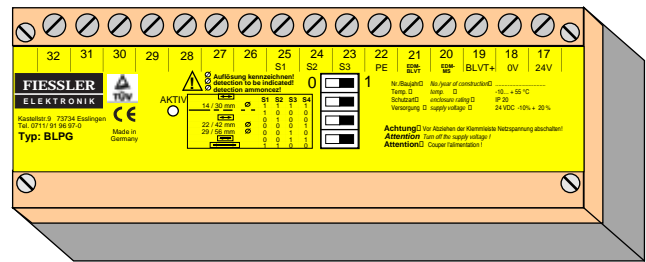 32 31 30 29 28 27 26 25 24 23 22 21 20 19 18 17
S1 S2 S3 PE EDM-BLVT EDM-MS BLVT+ 0V 24V
FIESSLER
ELEKTRONIK
TÜV
Kastellstr.9 73734 Esslingen
Tel. 0711/ 91 96 97-0
Typ: BLPG
Made in
Germany
CE
AKTIV
Auflösung kennzeichnen!
detection to be indicated!
detection ammoncez!
S1 S2 S3 S4
14 / 30 mm ø 1 1 1 1
22 / 42 mm ø
29 / 56 mm ø
0 1
Nr./Baujahr No./year of construction ........................
Temp. temp. -10... + 55 °C
Schutzart enclosure rating IP 20
Versorgung supply voltage 24 VDC -10% + 20 %
Achtung Vor Abziehen der Klemmleiste Netzspannung abschalten!
Attention Turn off the supply voltage !
Attention Couper l'alimentation !